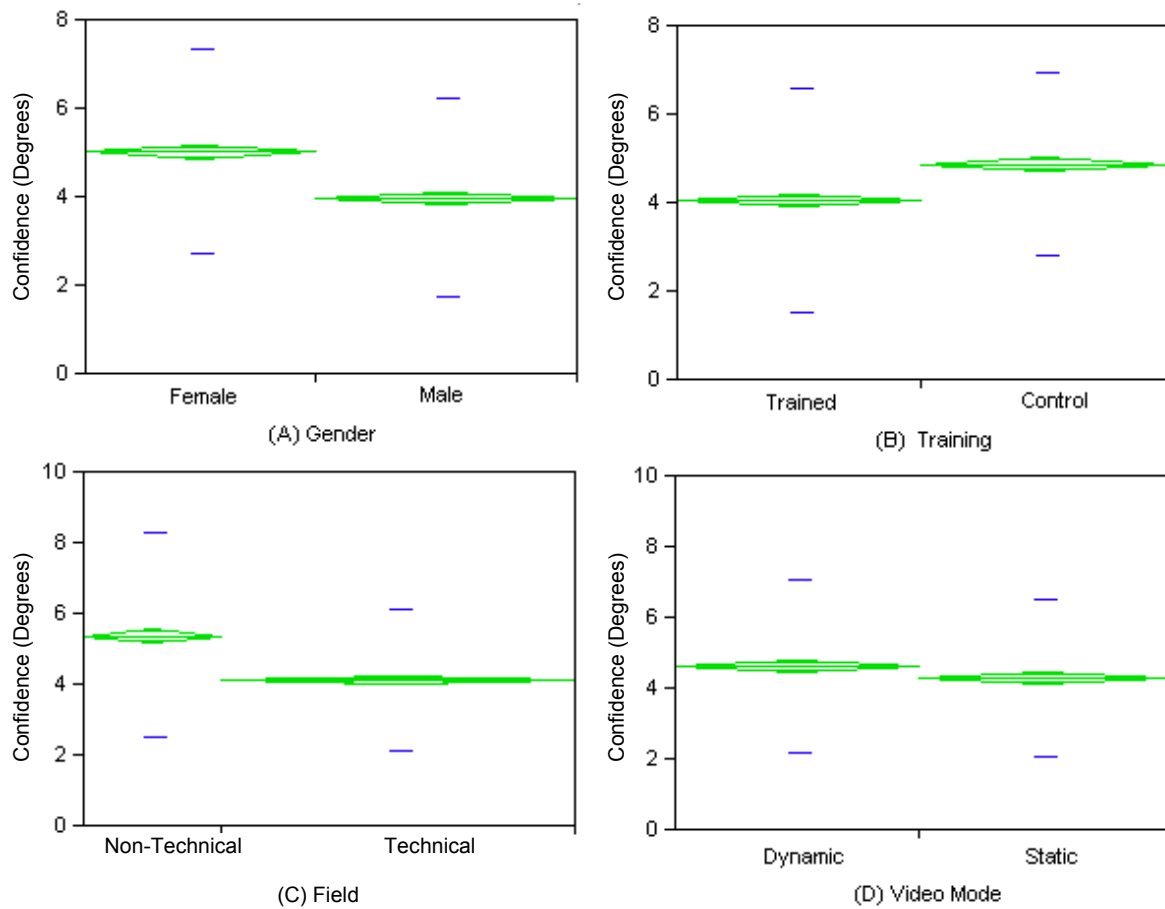 8
6
4
2
0
Confidence (Degrees)
Female Male
(A) Gender
8
6
4
2
0
Confidence (Degrees)
Trained Control
(B) Training
10
8
6
4
2
0
Confidence (Degrees)
Non-Technical Technical
(C) Field
10
8
6
4
2
0
Confidence (Degrees)
Dynamic Static
(D) Video Mode